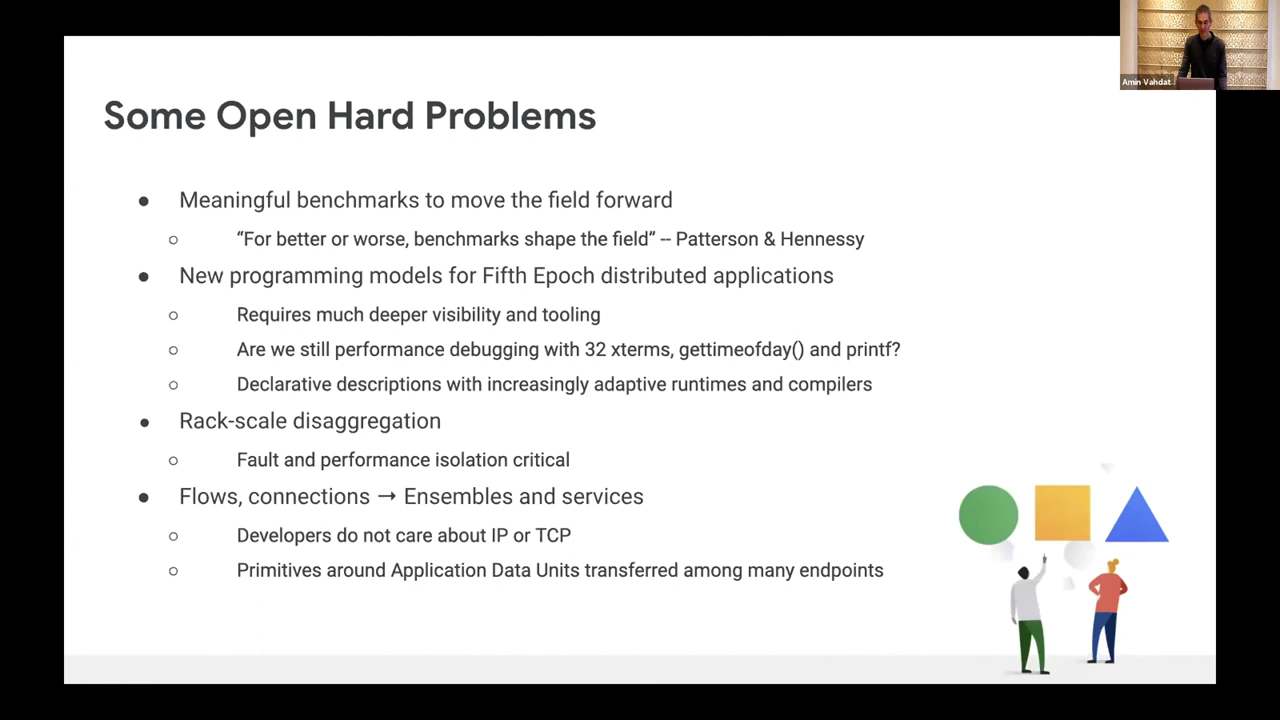 Amin Vahdat
Some Open Hard Problems
● Meaningful benchmarks to move the field forward
○ “For better or worse, benchmarks shape the field” -- Patterson & Hennessy
● New programming models for Fifth Epoch distributed applications
○ Requires much deeper visibility and tooling
○ Are we still performance debugging with 32 xterms, gettimeofday() and printf?
○ Declarative descriptions with increasingly adaptive runtimes and compilers
● Rack-scale disaggregation
○ Fault and performance isolation critical
● Flows, connections → Ensembles and services
○ Developers do not care about IP or TCP
○ Primitives around Application Data Units transferred among many endpoints